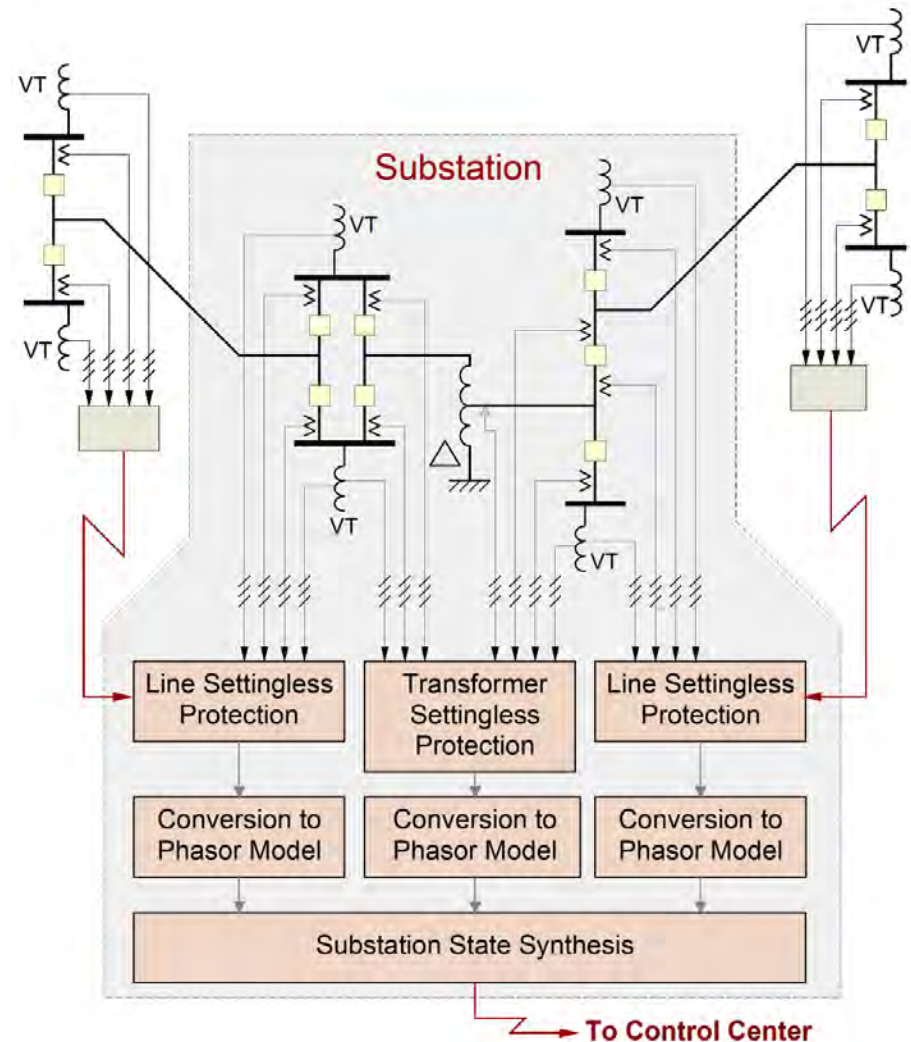 VT
VT
Substation
VT
VT
VT
VT
VT
VT
Line Settingless
Protection
Transformer
Settingless
Protection
Line Settingless
Protection
Conversion to
Phasor Model
Conversion to
Phasor Model
Conversion to
Phasor Model
Substation State Synthesis
To Control Center